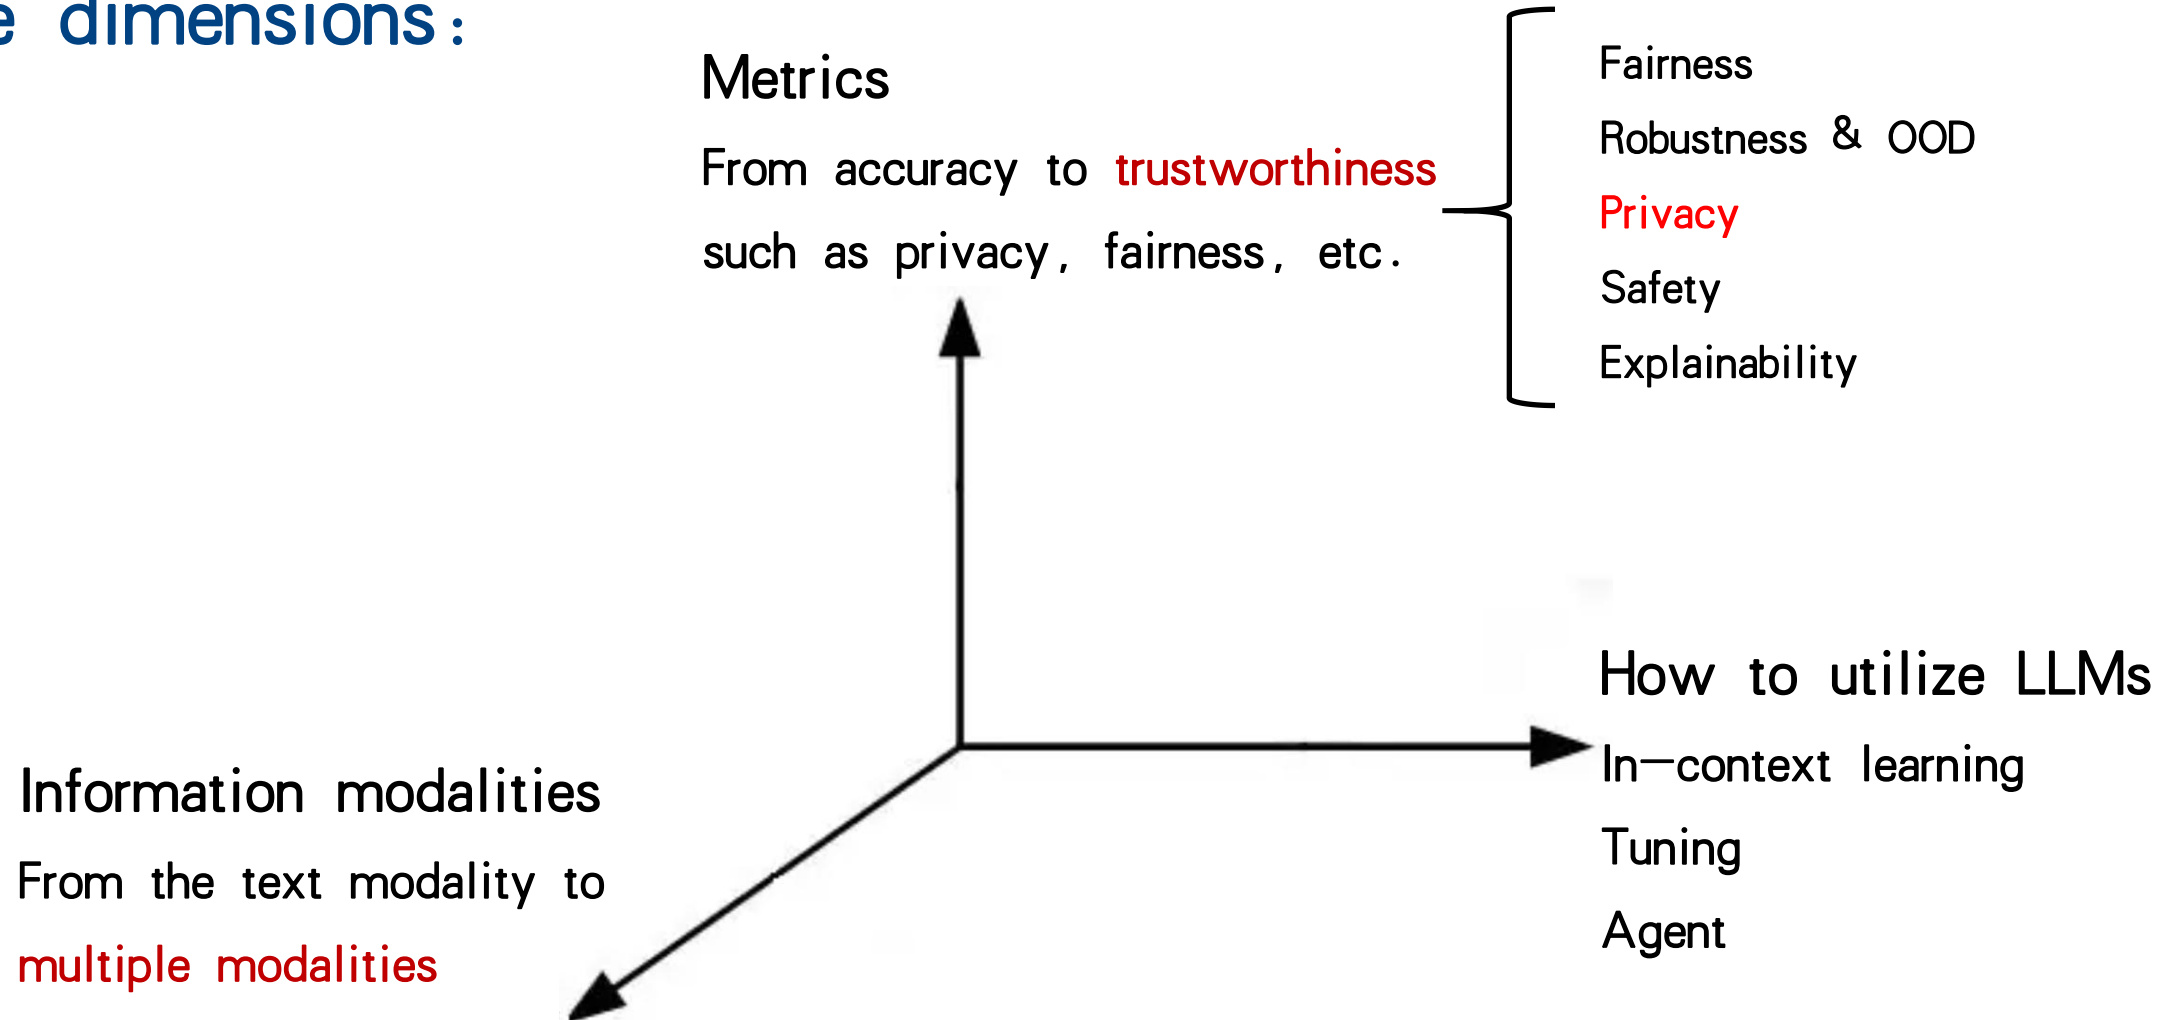 dimensions:
Metrics
From accuracy to trustworthiness
such as privacy, fairness, etc.
Fairness
Robustness & OOD
Privacy
Safety
Explainability
How to utilize LLMs
In-context learning
Tuning
Agent
Information modalities
From the text modality to
multiple modalities